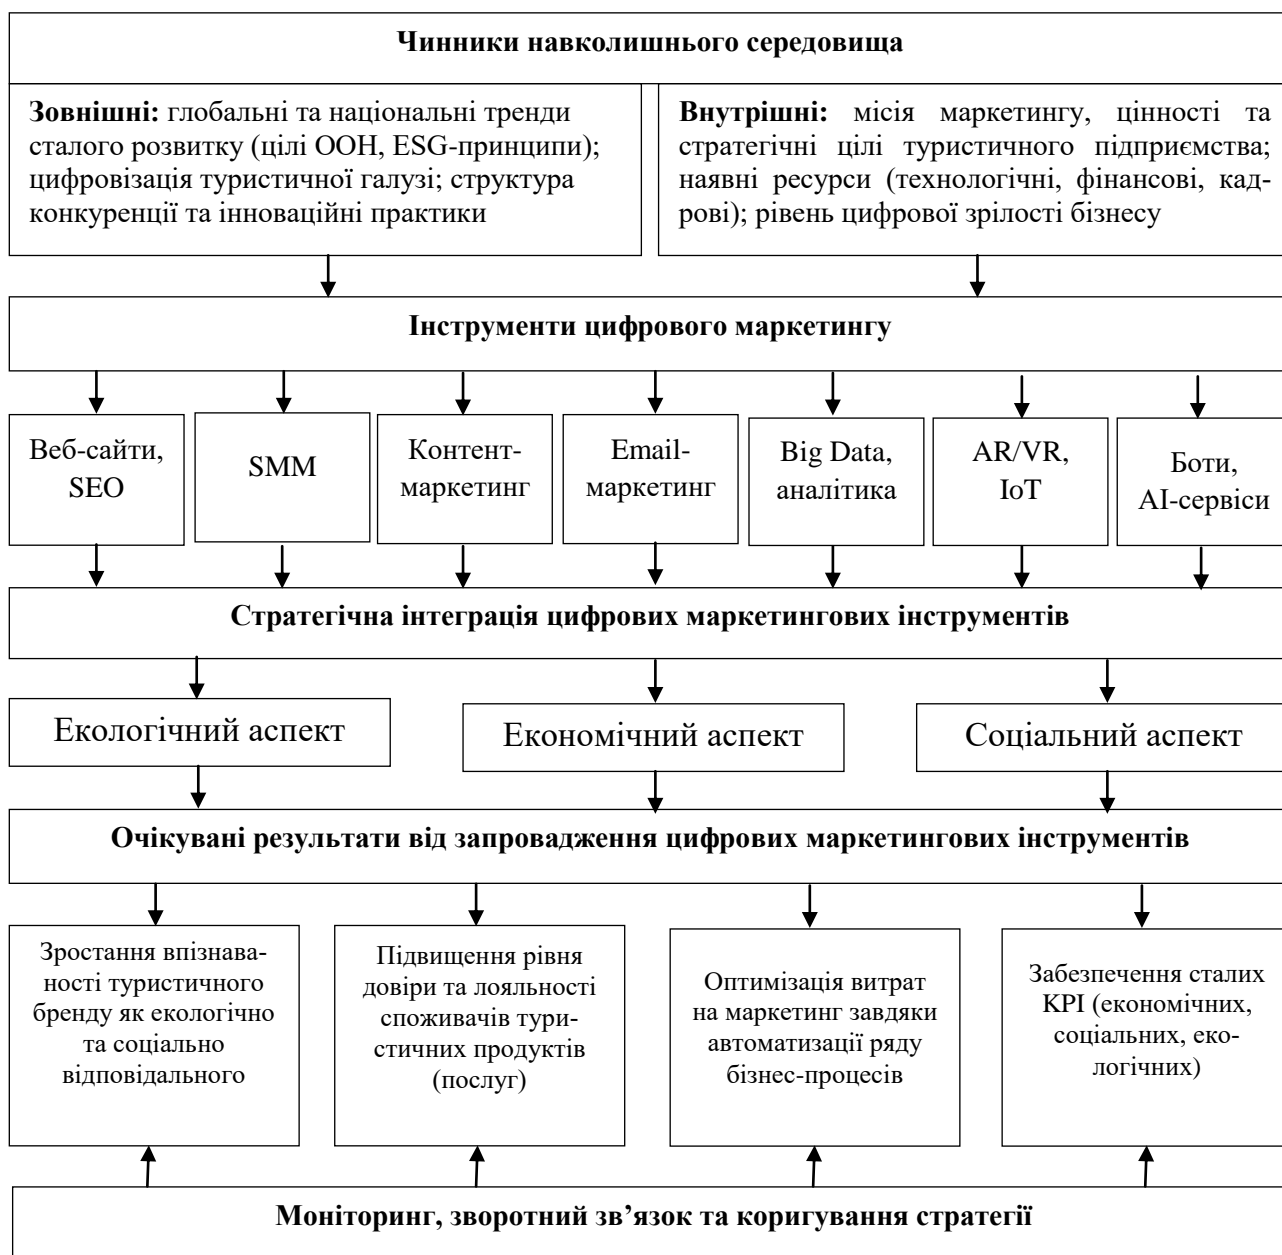 Чинники навколишнього середовища
Зовнішні: глобальні та національні тренди
сталого розвитку (цілі ООН, ESG-принципи);
цифровізація туристичної галузі; структура
конкуренції та інноваційні практики
Внутрішні: місія маркетингу, цінності та
стратегічні цілі туристичного підприємства;
наявні ресурси (технологічні, фінансові, кад-
рові); рівень цифрової зрілості бізнесу
Інструменти цифрового маркетингу
Веб-сайти,
SEO
SMM
Контент-
маркетинг
Email-
маркетинг
Big Data,
аналітика
AR/VR,
IoT
Боти,
AI-сервіси
Стратегічна інтеграція цифрових маркетингових інструментів
Екологічний аспект
Економічний аспект
Соціальний аспект
Очікувані результати від запровадження цифрових маркетингових інструментів
Зростання впізнава-
ності туристичного
бренду як екологічно
та соціально
відповідального
Підвищення рівня
довіри та лояльності
споживачів тури-
стичних продуктів
(послуг)
Оптимізація витрат
на маркетинг завдяки
автоматизації ряду
бізнес-процесів
Забезпечення сталих
KPI (економічних,
соціальних, еко-
логічних)
Моніторинг, зворотний зв’язок та коригування стратегії